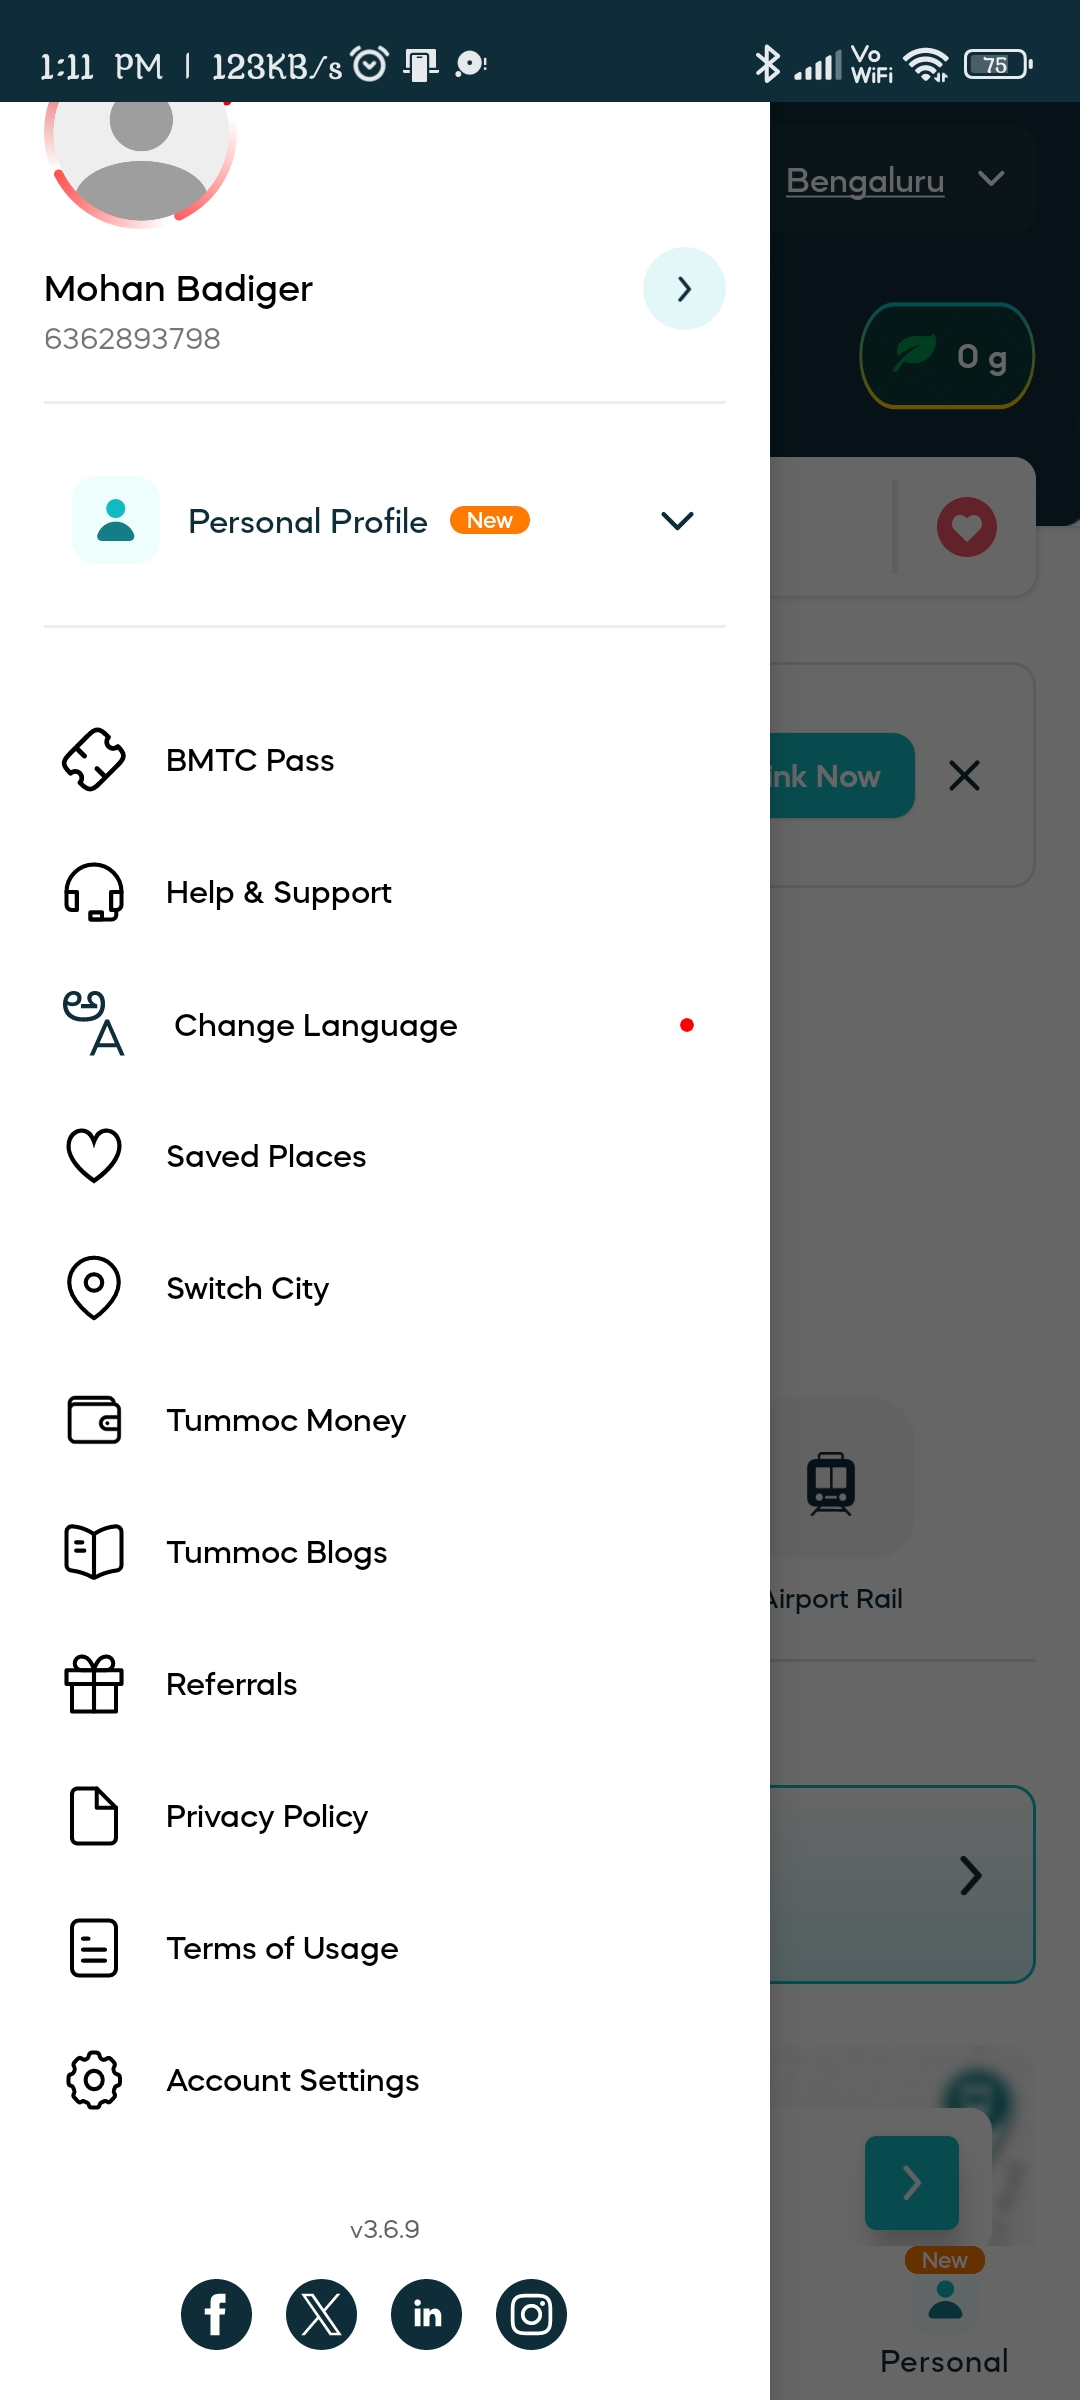 1:11 PM | 123KB/s
Vo
WiFi
75
Bengaluru
Mohan Badiger
6362893798
0 g
Personal Profile New
BMTC Pass
ink Now
Help & Support
Change Language
Saved Places
Switch City
Tummoc Money
Tummoc Blogs
Airport Rail
Referrals
Privacy Policy
Terms of Usage
Account Settings
v3.6.9
New
Personal